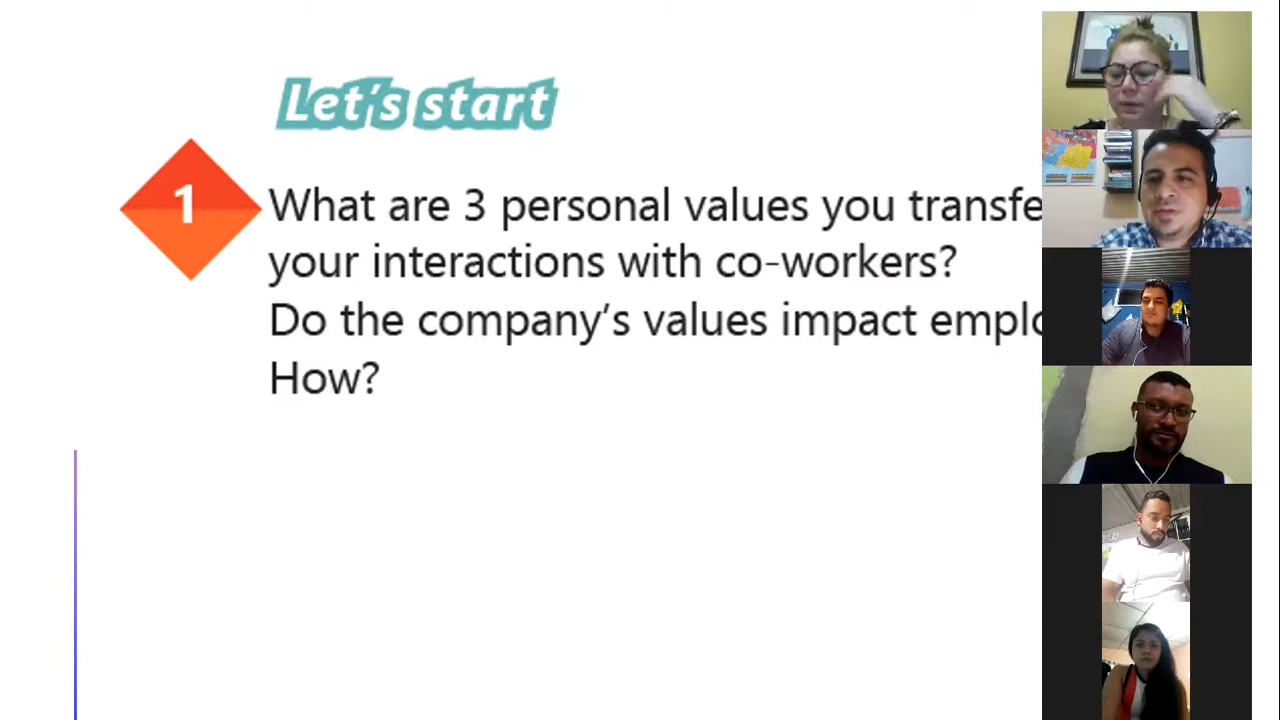 Let's start
1
What are 3 personal values you transfe
your interactions with co-workers?
Do the company's values impact emplo
How?